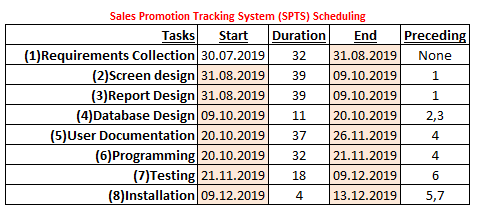 Sales Promotion Tracking System (SPTS) Scheduling
Tasks Start Duration End Preceding
(1)Requirements Collection 30.07.2019 32 31.08.2019 None
(2)Screen design 31.08.2019 39 09.10.2019 1
(3)Report Design 31.08.2019 39 09.10.2019 1
(4)Database Design 09.10.2019 11 20.10.2019 2,3
(5)User Documentation 20.10.2019 37 26.11.2019 4
(6)Programming 20.10.2019 32 21.11.2019 4
(7)Testing 21.11.2019 18 09.12.2019 6
(8)Installation 09.12.2019 4 13.12.2019 5,7